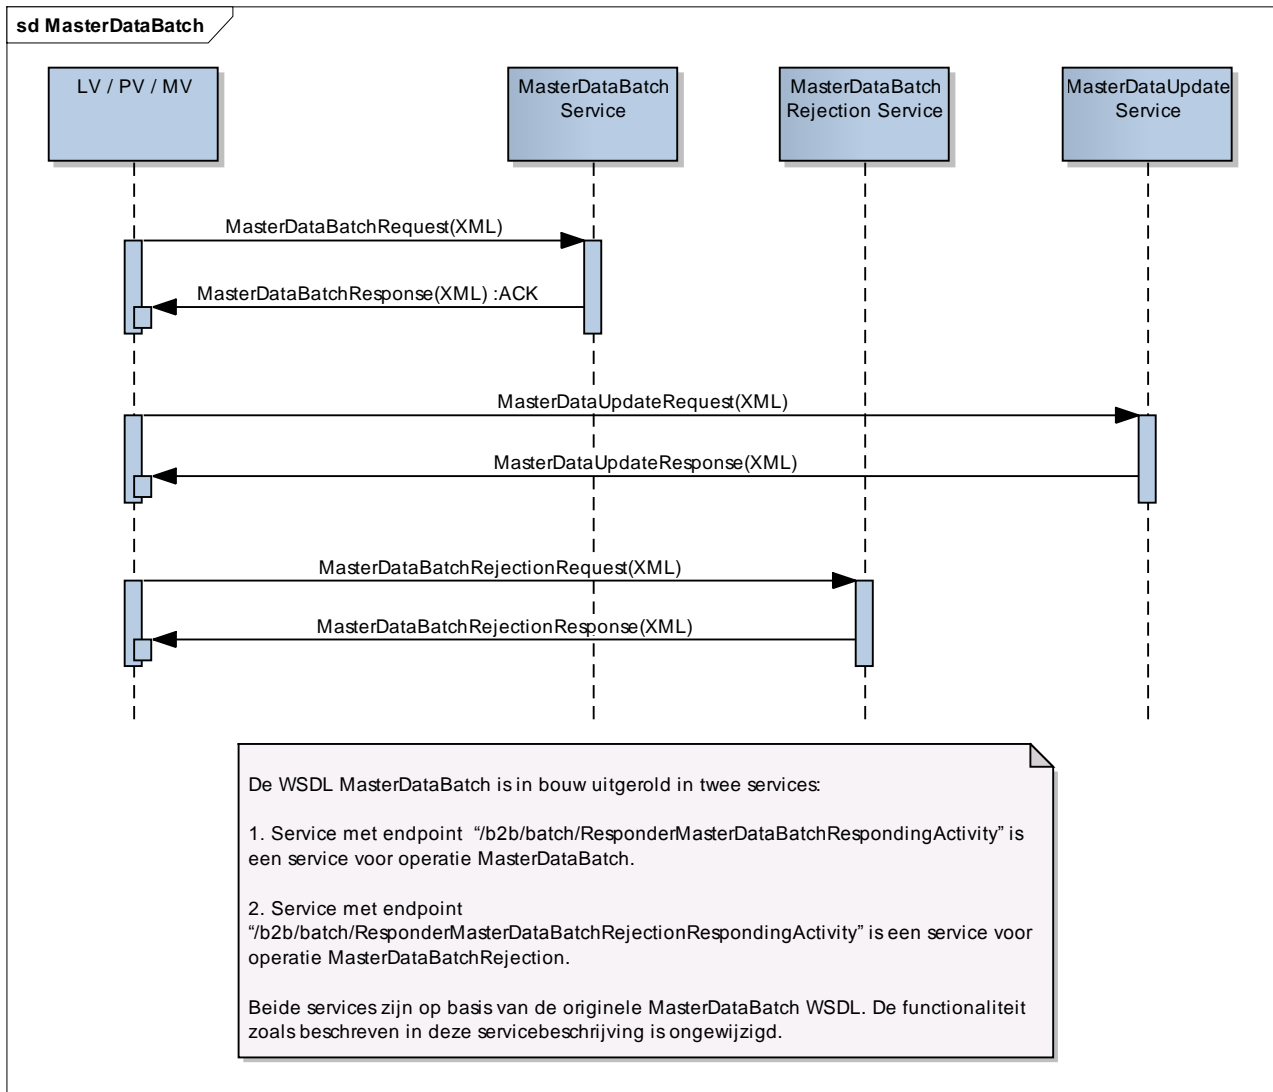 sd MasterDataBatch
LV / PV / MV
MasterDataBatch
Service
MasterDataBatch
Rejection Service
MasterDataUpdate
Service
MasterDataBatchRequest(XML)
MasterDataBatchResponse(XML) :ACK
MasterDataUpdateRequest(XML)
MasterDataUpdateResponse(XML)
MasterDataBatchRejectionRequest(XML)
MasterDataBatchRejectionResponse(XML)
De WSDL MasterDataBatch is in bouw uitgerold in twee services:
1. Service met endpoint “/b2b/batch/ResponderMasterDataBatchRespondingActivity” is
een service voor operatie MasterDataBatch.
2. Service met endpoint
“/b2b/batch/ResponderMasterDataBatchRejectionRespondingActivity” is een service voor
operatie MasterDataBatchRejection.
Beide services zijn op basis van de originele MasterDataBatch WSDL. De functionaliteit
zoals beschreven in deze servicebeschrijving is ongewijzigd.